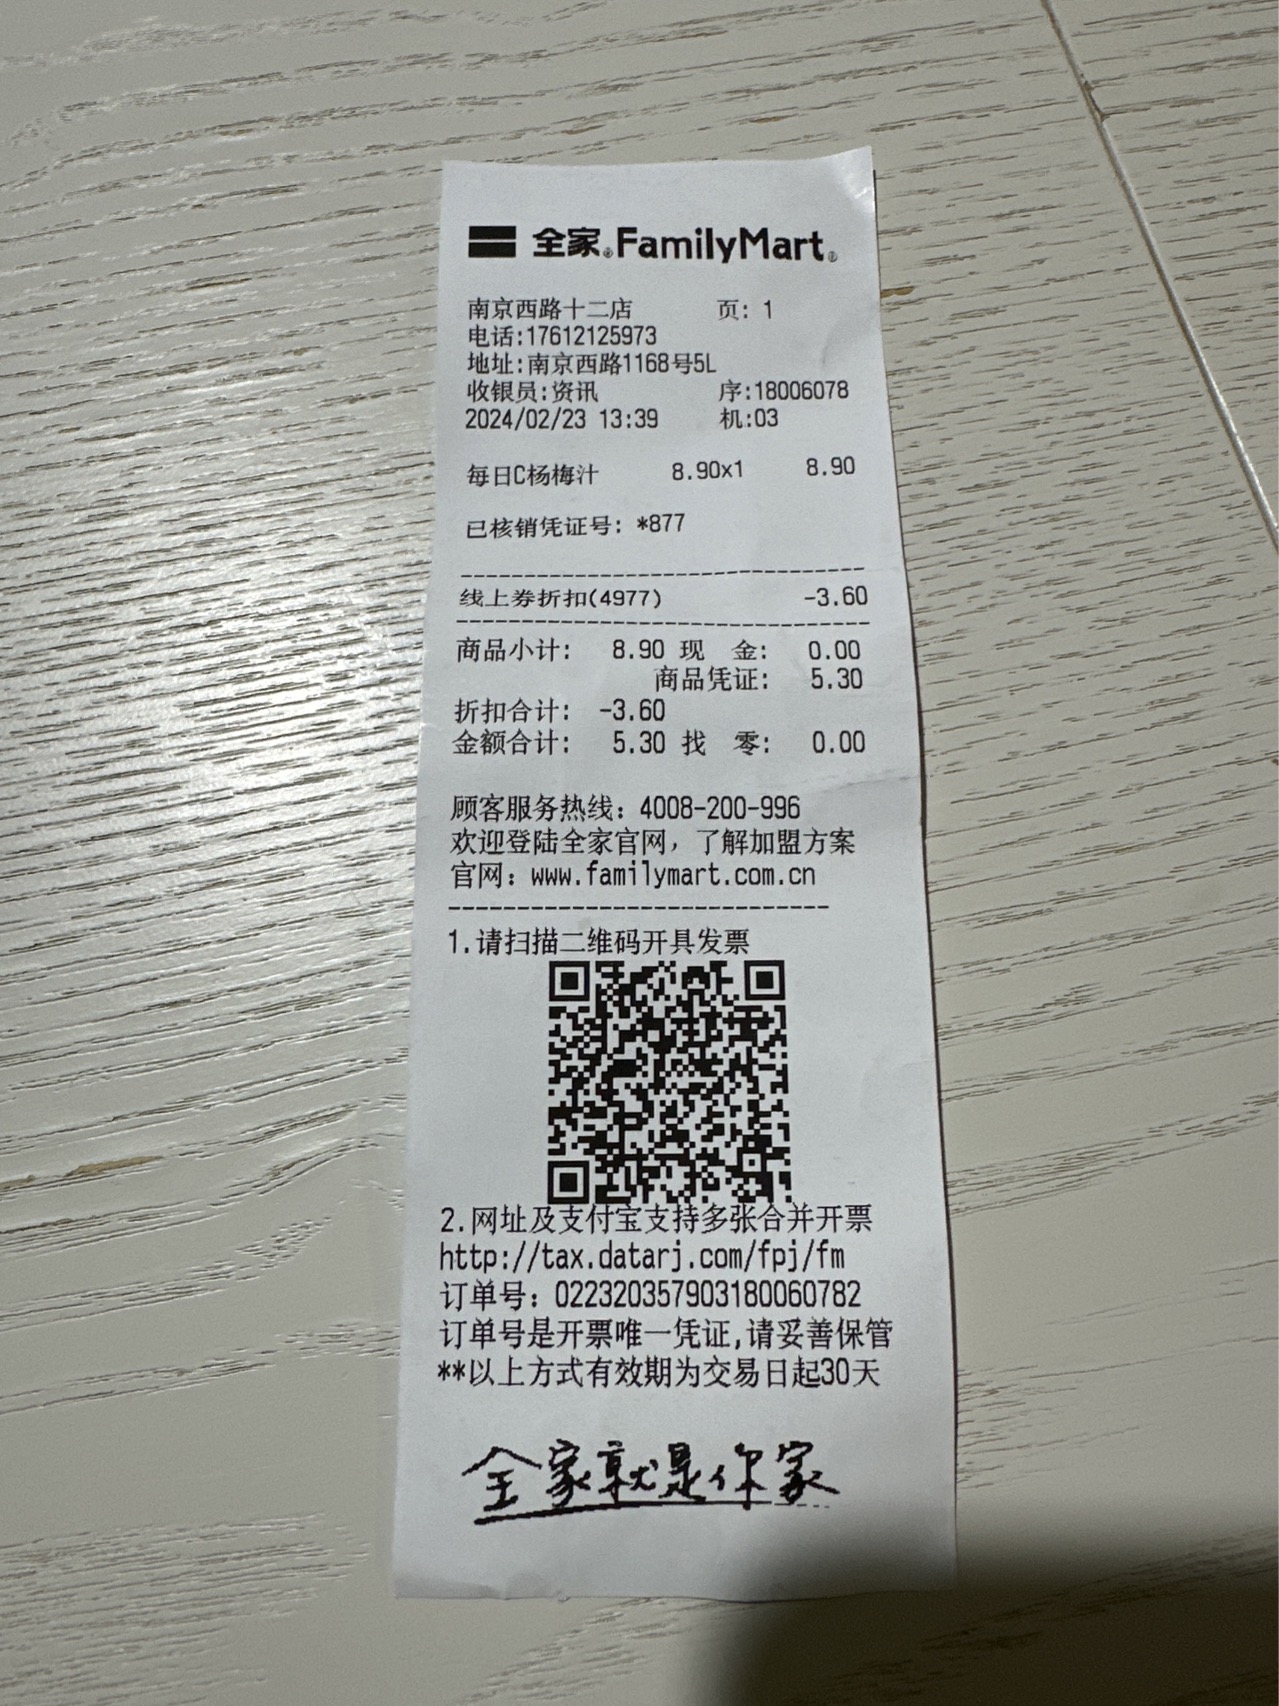 全家®FamilyMart®
南京西路十二店 页: 1
电话:17612125973
地址:南京西路1168号5L
收银员:资讯 序:18006078
2024/02/23 13:39 机:03
每日C杨梅汁 8.90x1 8.90
已核销凭证号: *877
线上券折扣(4977) -3.60
商品小计: 8.90 现 金: 0.00
商品凭证: 5.30
折扣合计: -3.60
金额合计: 5.30 找 零: 0.00
顾客服务热线: 4008-200-996
欢迎登陆全家官网, 了解加盟方案
官网: www.familymart.com.cn
1.请扫描二维码开具发票
2.网址及支付宝支持多张合并开票
http://tax.datarj.com/fpj/fm
订单号: 022320357903180060782
订单号是开票唯一凭证,请妥善保管
**以上方式有效期为交易日起30天
全家就是你家